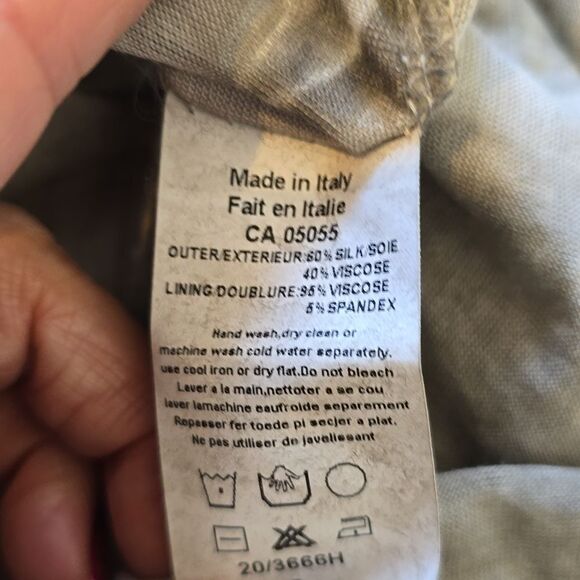 Made in Italy
Fait en Italie
CA 05055
OUTER/EXTERIEUR:60% SILK/SOIE
40% VISCOSE
LINING/DOUBLURE:95% VISCOSE
5% SPANDEX
Hand wash,dry clean or
machine wash cold water separately.
use cool iron or dry flat.Do not bleach
Laver a la main,nettoter a se cou
laver lamachine eaufroide separement
Repasser fer toede pi secjer a plat.
Ne pas utiliser de javelissant
20/3666H